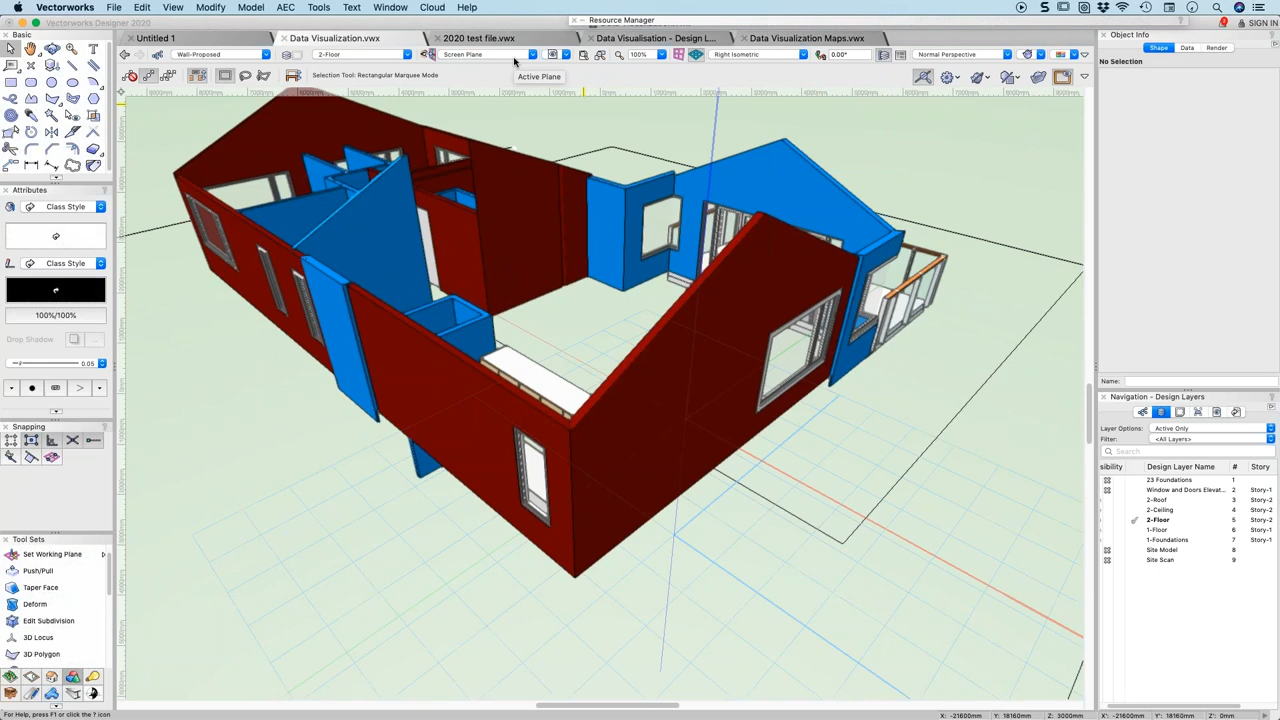 Vectorworks File Edit View Modify Model AEC Tools Text Window Cloud Help
Vectorworks Designer 2020
Resource Manager
SIGN IN
Untitled 1
Data Visualization.vwx
2020 test file.vwx
Data Visualisation - Design L...
Data Visualization Maps.vwx
Basic
Wall-Proposed
2-Floor
Screen Plane
100%
Right Isometric
0.00°
Normal Perspective
Selection Tool: Rectangular Marquee Mode
Active Plane
Attributes
Class Style
Class Style
100%/100%
Drop Shadow
0.05
Snapping
Tool Sets
Set Working Plane
Push/Pull
Taper Face
Deform
Edit Subdivision
3D Locus
3D Polygon
For Help, press F1 or click the ? icon
Object Info
Shape Data Render
No Selection
Name:
Navigation - Design Layers
Layer Options: Active Only
Filter: <All Layers>
Search
sibility Design Layer Name # Story
23 Foundations 1
Window and Doors Elevat... 2 Story-1
2-Roof 3 Story-2
2-Ceiling 4 Story-2
2-Floor 5 Story-2
1-Floor 6 Story-1
1-Foundations 7 Story-1
Site Model 8
Site Scan 9
X: -21600mm Y: 18160mm Z: 3000mm X': -21600mm Y': 18160mm Z': 0mm